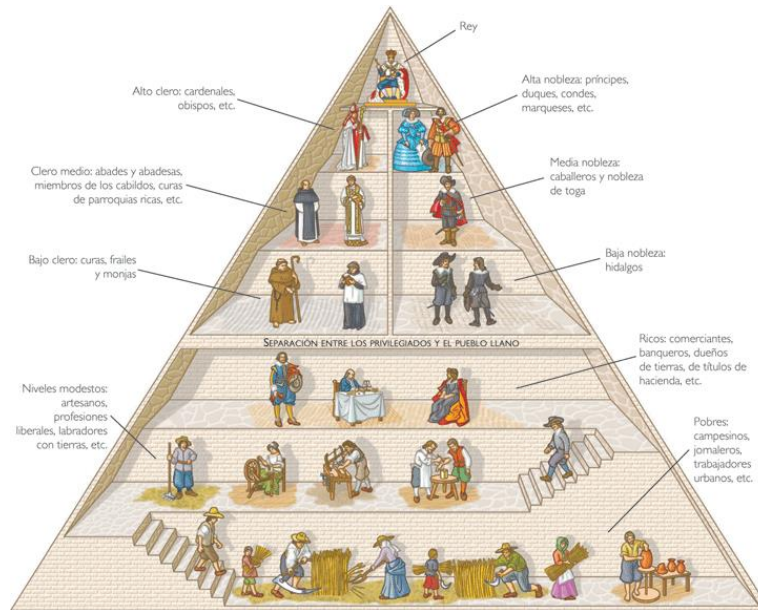 Rey
Alto clero: cardenales,
obispos, etc.
Alta nobleza: príncipes,
duques, condes,
marqueses, etc.
Clero medio: abades y abadesas,
miembros de los cabildos, curas
de parroquias ricas, etc.
Media nobleza:
caballeros y nobleza
de toga
Bajo clero: curas, frailes
y monjas
Baja nobleza:
hidalgos
SEPARACIÓN ENTRE LOS PRIVILEGIADOS Y EL PUEBLO LLANO
Ricos: comerciantes,
banqueros, dueños
de tierras, de títulos de
hacienda, etc.
Niveles modestos:
artesanos,
profesiones
liberales, labradores
con tierras, etc.
Pobres:
campesinos,
jornaleros,
trabajadores
urbanos, etc.